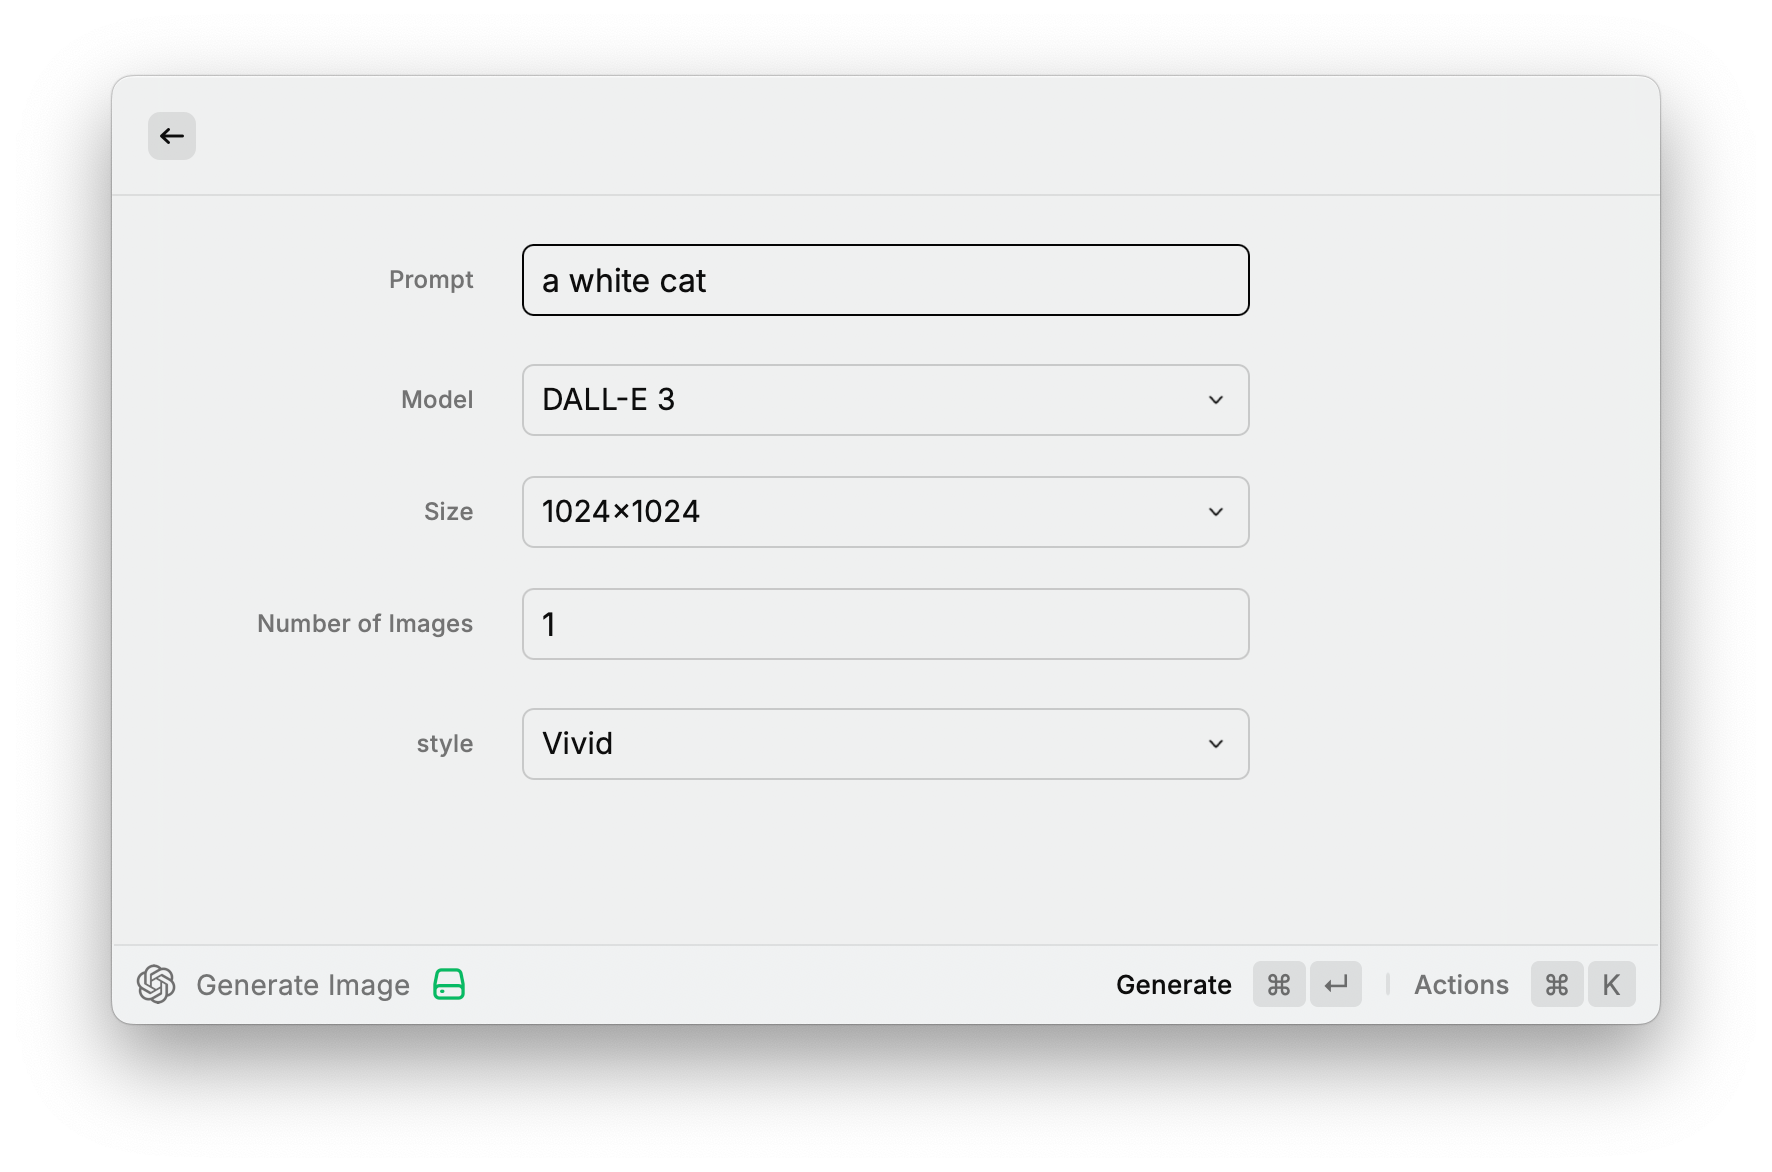 Prompt
a white cat
Model
DALL-E 3
Size
1024×1024
Number of Images
1
style
Vivid
Generate Image
Generate ⌘ ↵ | Actions ⌘ K